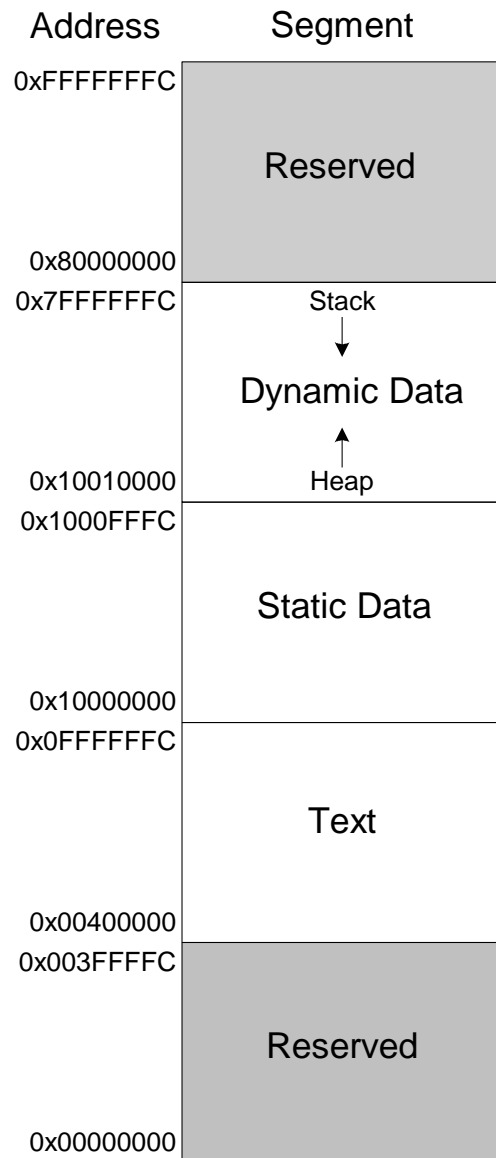 Address Segment
0xFFFFFFFC
Reserved
0x80000000
0x7FFFFFFC Stack
Dynamic Data
0x10010000 Heap
0x1000FFFC
Static Data
0x10000000
0x0FFFFFFC
Text
0x00400000
0x003FFFFC
Reserved
0x00000000